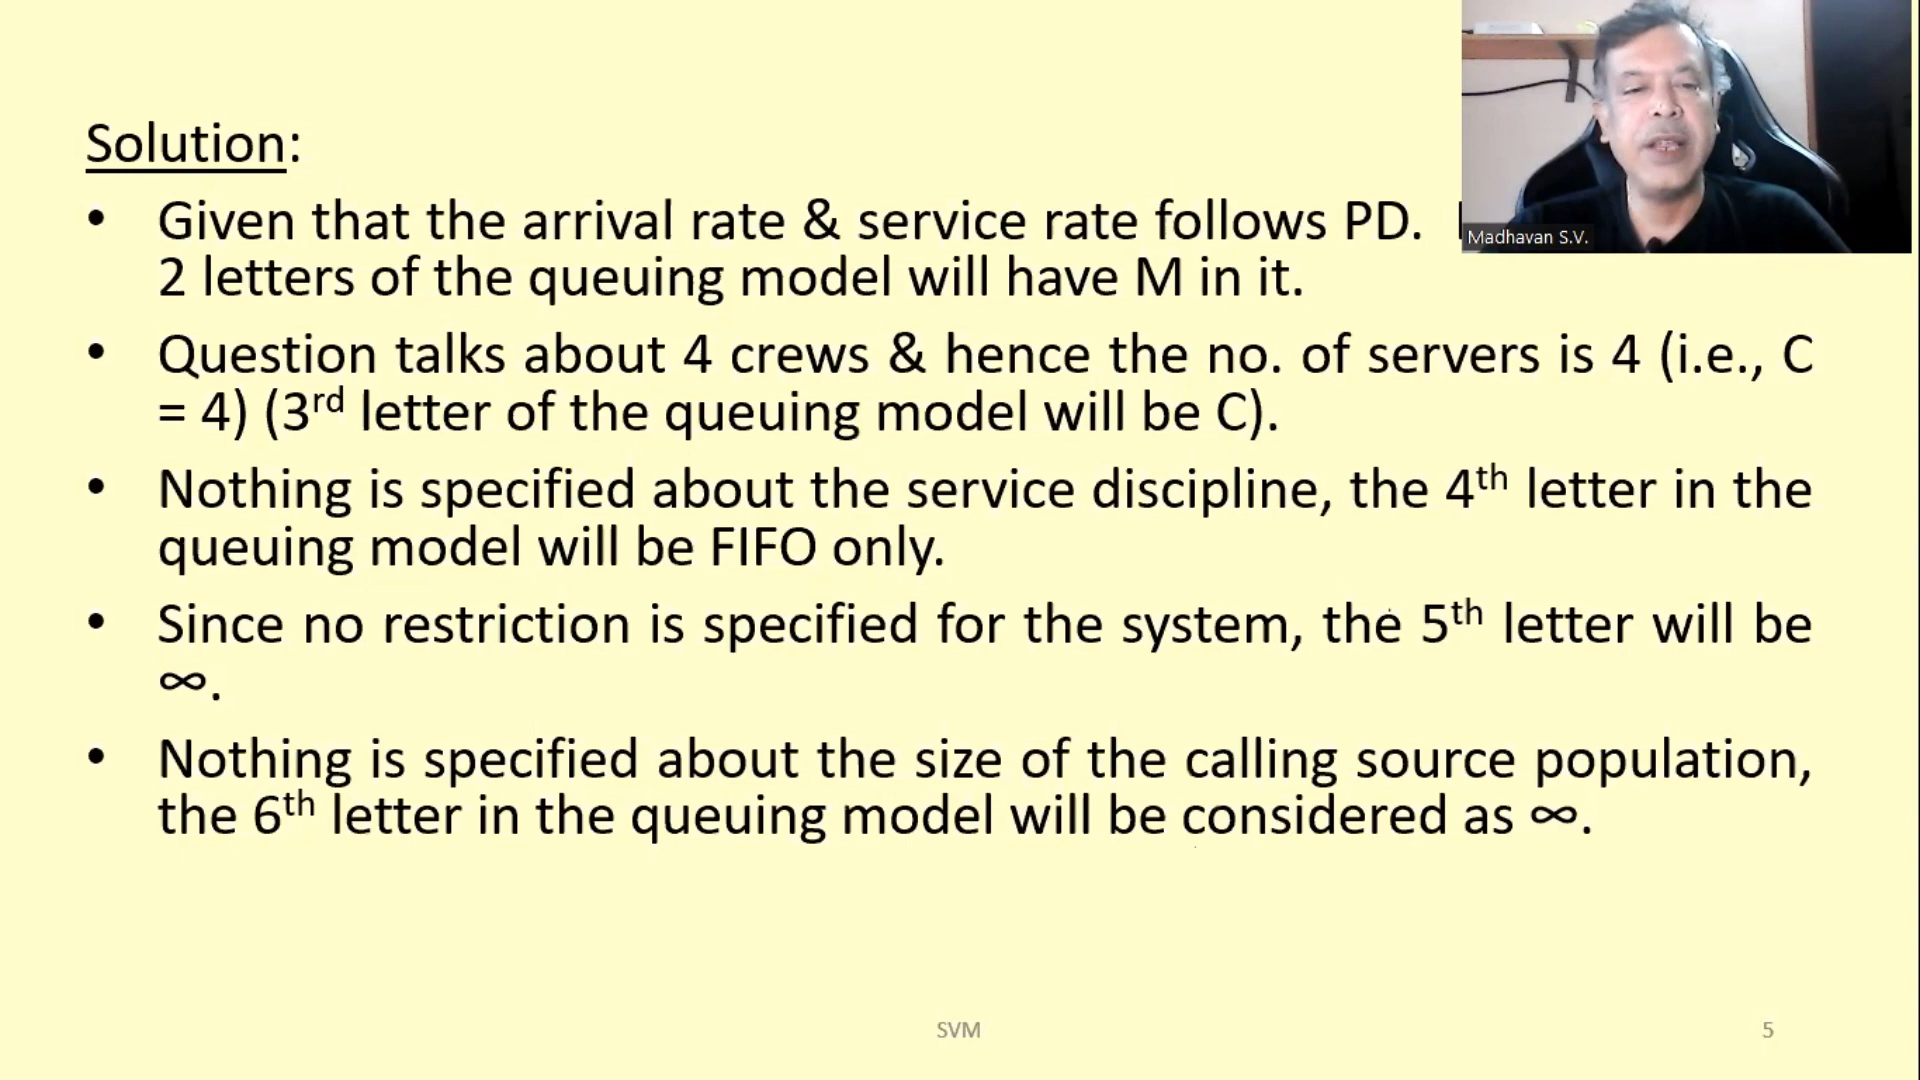 Solution:
• Given that the arrival rate & service rate follows PD.
2 letters of the queuing model will have M in it.
• Question talks about 4 crews & hence the no. of servers is 4 (i.e., C
= 4) (3rd letter of the queuing model will be C).
• Nothing is specified about the service discipline, the 4th letter in the
queuing model will be FIFO only.
• Since no restriction is specified for the system, the 5th letter will be
∞.
• Nothing is specified about the size of the calling source population,
the 6th letter in the queuing model will be considered as ∞.
Madhavan S.V.
SVM
5